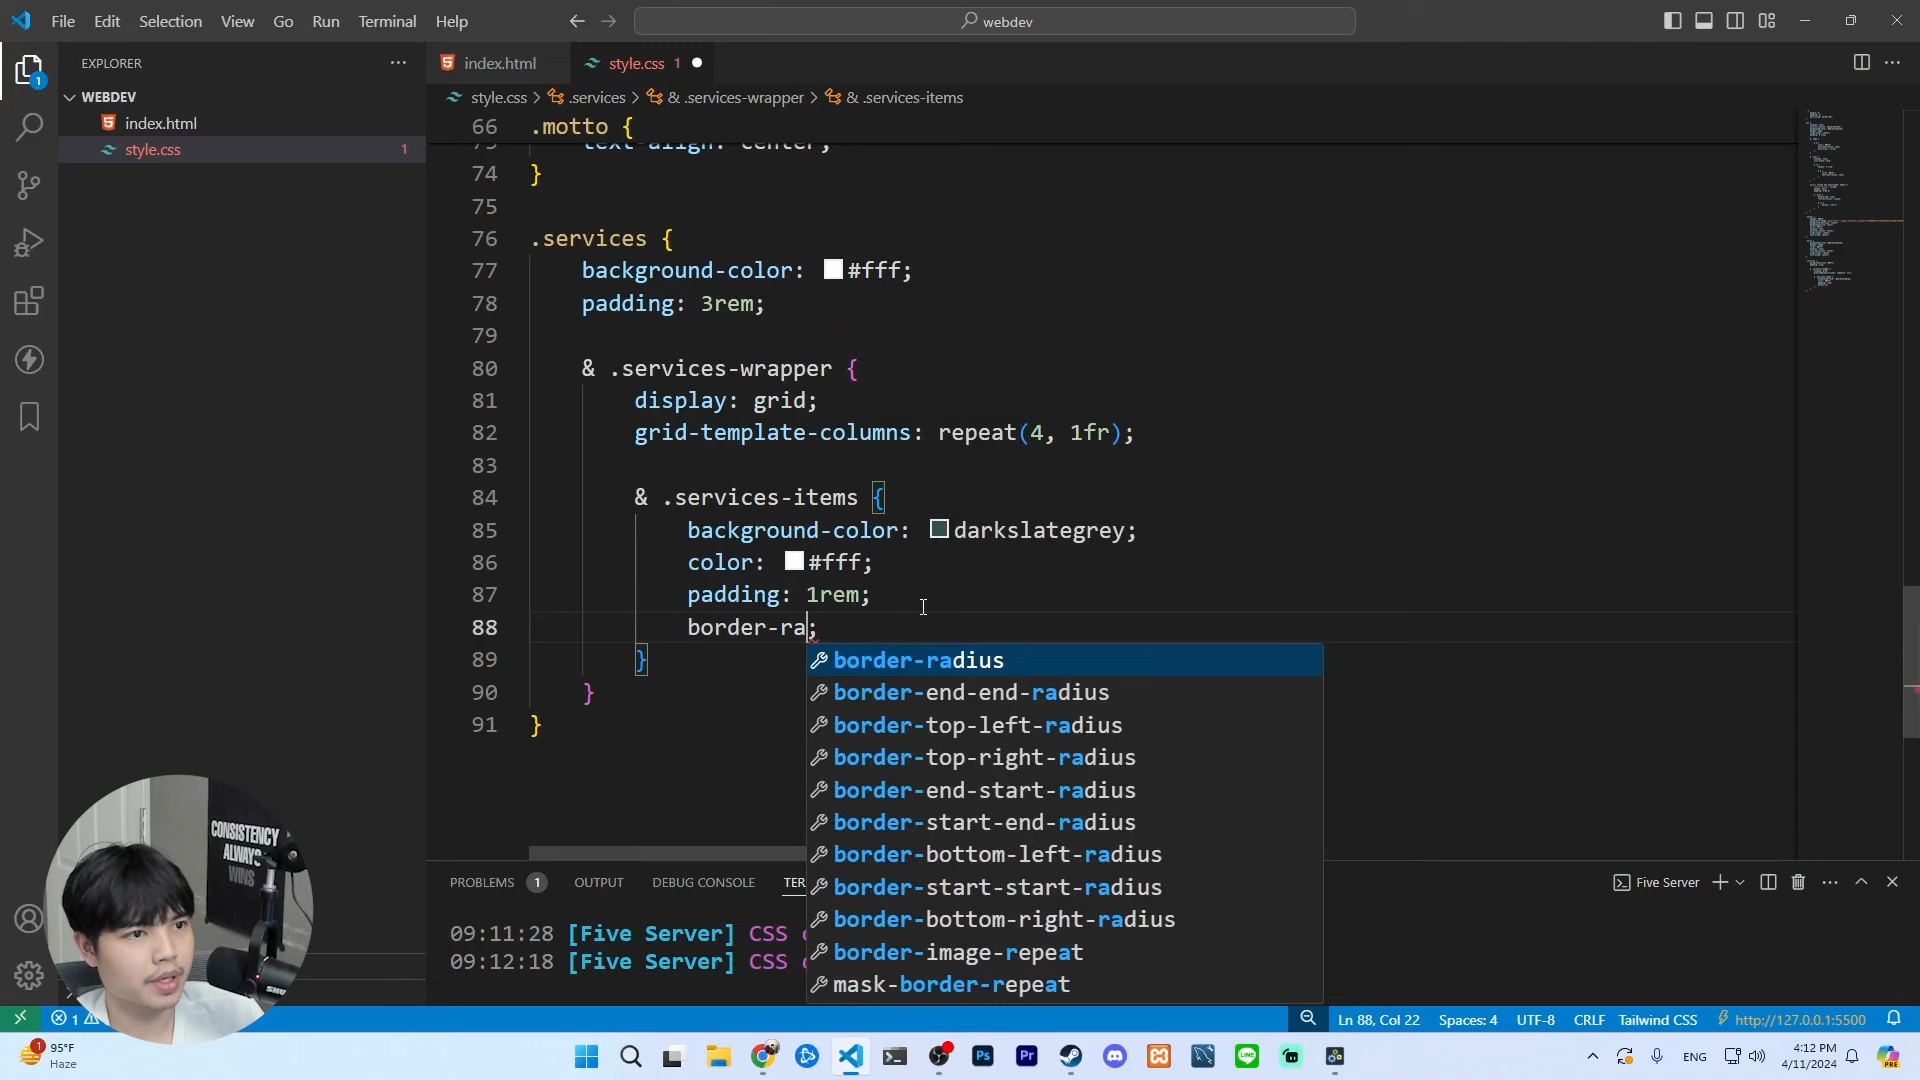 File Edit Selection View Go Run Terminal Help
webdev
EXPLORER
index.html
style.css 1
WEBDEV
index.html
style.css 1
style.css > .services > & .services-wrapper > & .services-items
66 .motto {
74 }
75
76 .services {
77 background-color: #fff;
78 padding: 3rem;
79
80 & .services-wrapper {
81 display: grid;
82 grid-template-columns: repeat(4, 1fr);
83
84 & .services-items {
85 background-color: darkslategrey;
86 color: #fff;
87 padding: 1rem;
88 border-ra;
89 }
90 }
91 }
border-radius
border-end-end-radius
border-top-left-radius
border-top-right-radius
border-end-start-radius
border-start-end-radius
border-bottom-left-radius
border-start-start-radius
border-bottom-right-radius
border-image-repeat
mask-border-repeat
PROBLEMS 1 OUTPUT DEBUG CONSOLE TER
Five Server
09:11:28 [Five Server] CSS
09:12:18 [Five Server] CSS
CONSISTENCY
ALWAYS
WINS
1
Ln 88, Col 22 Spaces: 4 UTF-8 CRLF Tailwind CSS http://127.0.0.1:5500
1
95°F
Haze
Ps
Pr
LINE
ENG
4:12 PM
4/11/2024
PRE